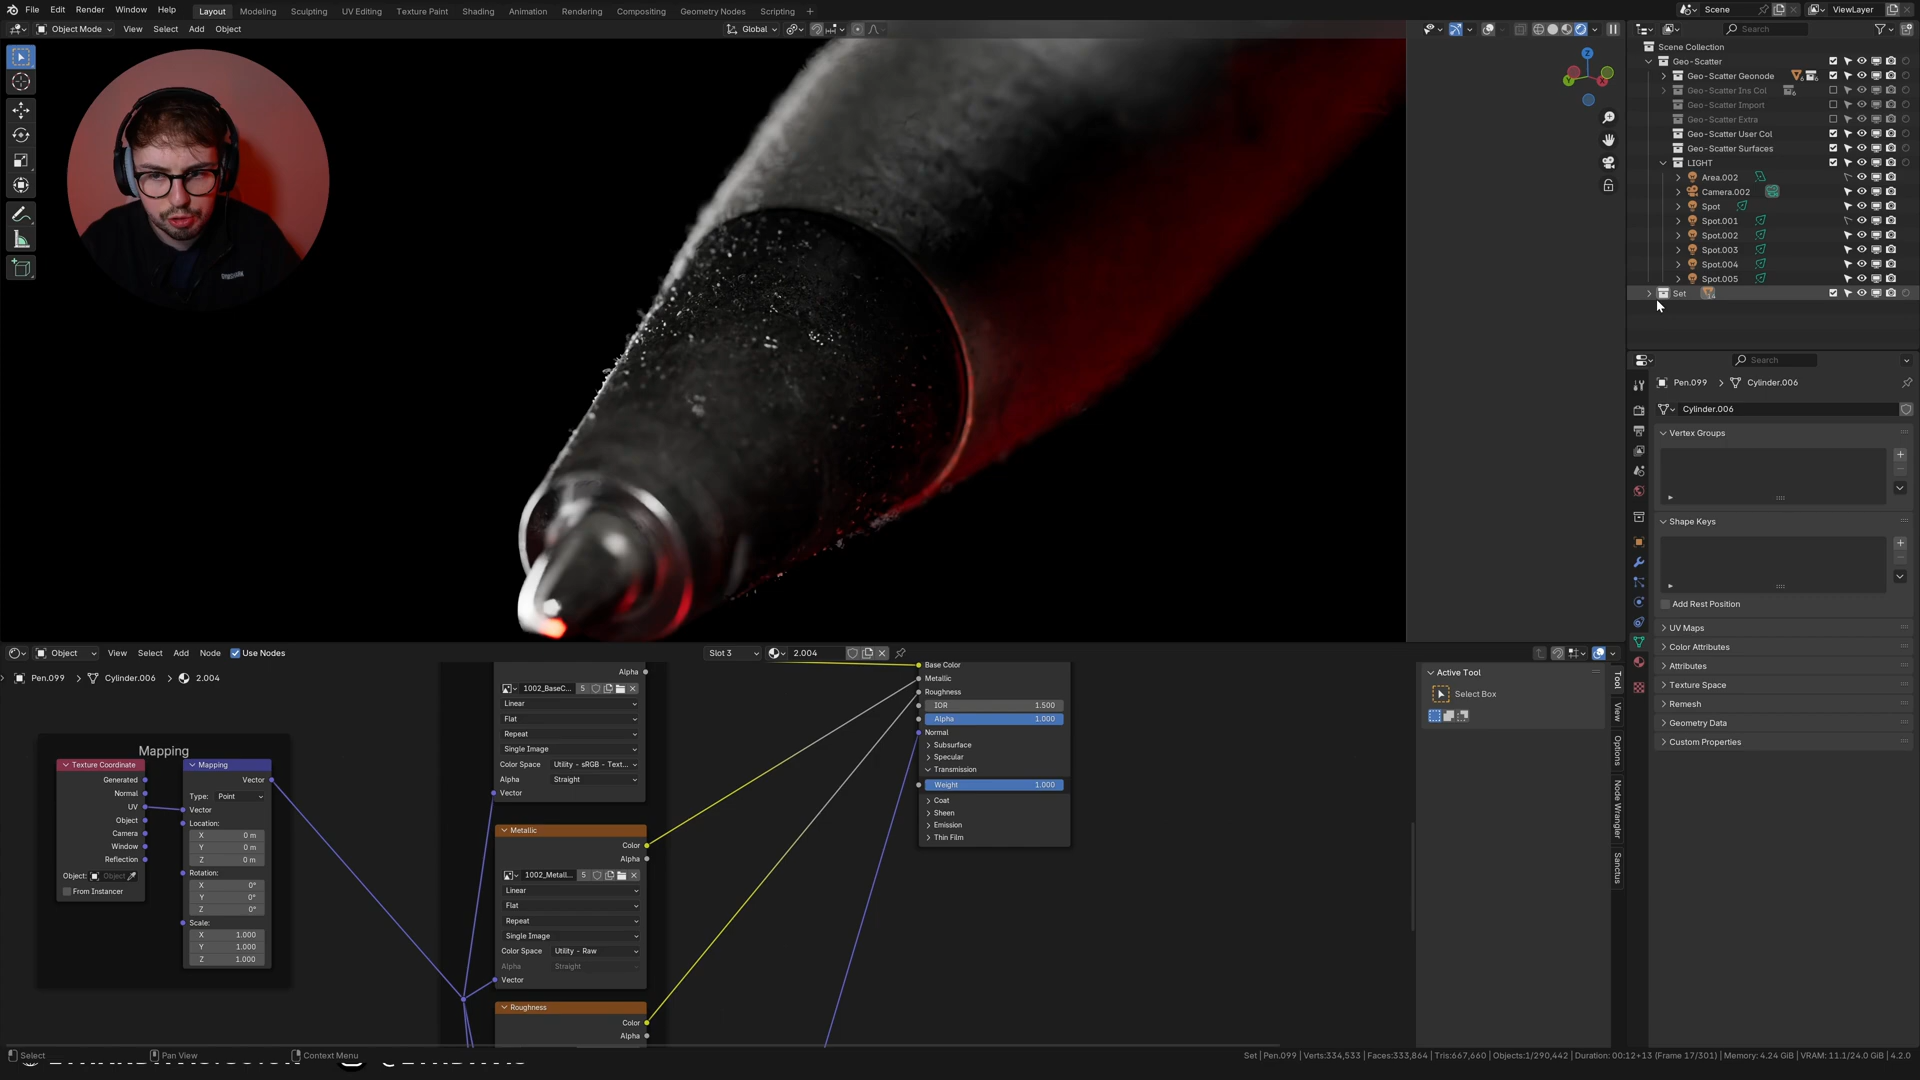 File Edit Render Window Help Layout Modeling Sculpting UV Editing Texture Paint Shading Animation Rendering Compositing Geometry Nodes Scripting + Scene ViewLayer
Object Mode View Select Add Object Global Search
Scene Collection
Geo-Scatter
Geo-Scatter Geonode
Geo-Scatter Ins Col
Geo-Scatter Import
Geo-Scatter Extra
Geo-Scatter User Col
Geo-Scatter Surfaces
LIGHT
Area.002
Camera.002
Spot
Spot.001
Spot.002
Spot.003
Spot.004
Spot.005
Set
Search
Pen.099 Cylinder.006
Cylinder.006
Vertex Groups
Shape Keys
Add Rest Position
UV Maps
Color Attributes
Attributes
Texture Space
Remesh
Geometry Data
Custom Properties
Object View Select Add Node Use Nodes Slot 3 2.004
Pen.099 Cylinder.006 2.004
Mapping
Texture Coordinate
Generated
Normal
UV
Object
Camera
Window
Reflection
Object: Object
From Instancer
Mapping
Vector
Type: Point
Vector
Location:
X 0 m
Y 0 m
Z 0 m
Rotation:
X 0°
Y 0°
Z 0°
Scale:
X 1.000
Y 1.000
Z 1.000
Alpha
1002_BaseC... 5
Linear
Flat
Repeat
Single Image
Color Space Utility - sRGB - Text...
Alpha Straight
Vector
Metallic
Color
Alpha
1002_Metall... 5
Linear
Flat
Repeat
Single Image
Color Space Utility - Raw
Alpha Straight
Vector
Roughness
Color
Alpha
Base Color
Metallic
Roughness
IOR 1.500
Alpha 1.000
Normal
Subsurface
Specular
Transmission
Weight 1.000
Coat
Sheen
Emission
Thin Film
Active Tool
Select Box
Tool
View
Options
Node Wrangler
Sanctus
Select Pan View Context Menu
Set | Pen.099 | Verts:334,533 | Faces:333,864 | Tris:667,660 | Objects:1/290,442 | Duration: 00:12+13 (Frame 17/301) | Memory: 4.24 GiB | VRAM: 11.1/24.0 GiB | 4.2.0